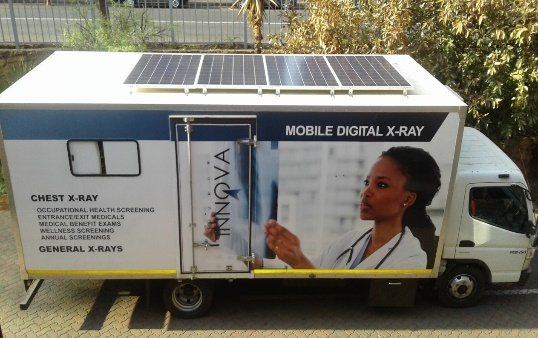 MOBILE DIGITAL X-RAY
INNOVA
CHEST X-RAY
OCCUPATIONAL HEALTH SCREENING
ENTRANCE/EXIT MEDICALS
MEDICAL BENEFIT EXAMS
WELLNESS SCREENING
ANNUAL SCREENINGS
GENERAL X-RAYS